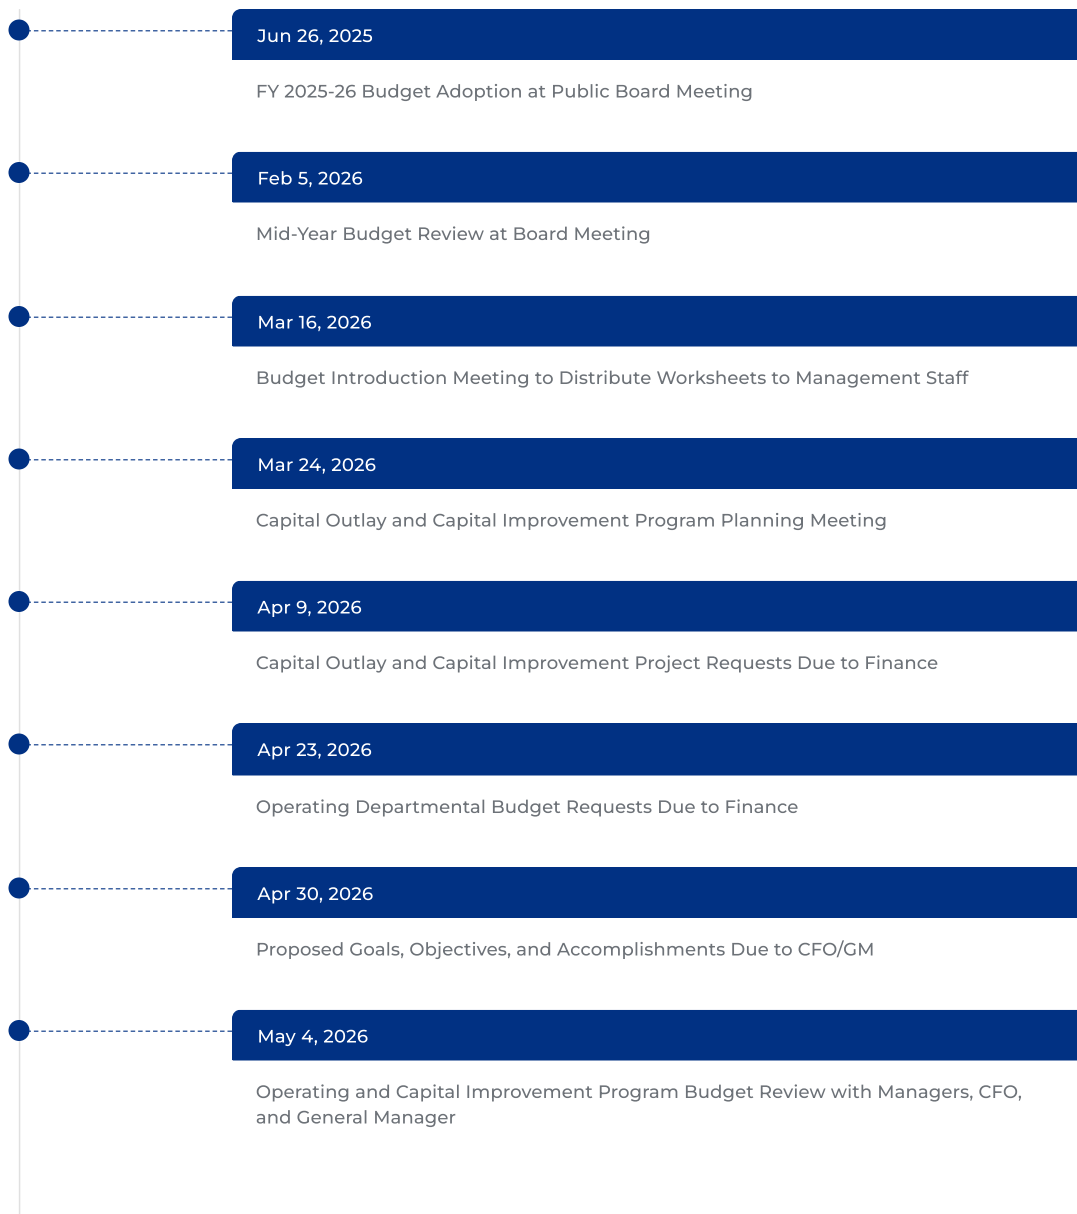 Jun 26, 2025
FY 2025-26 Budget Adoption at Public Board Meeting
Feb 5, 2026
Mid-Year Budget Review at Board Meeting
Mar 16, 2026
Budget Introduction Meeting to Distribute Worksheets to Management Staff
Mar 24, 2026
Capital Outlay and Capital Improvement Program Planning Meeting
Apr 9, 2026
Capital Outlay and Capital Improvement Project Requests Due to Finance
Apr 23, 2026
Operating Departmental Budget Requests Due to Finance
Apr 30, 2026
Proposed Goals, Objectives, and Accomplishments Due to CFO/GM
May 4, 2026
Operating and Capital Improvement Program Budget Review with Managers, CFO,
and General Manager